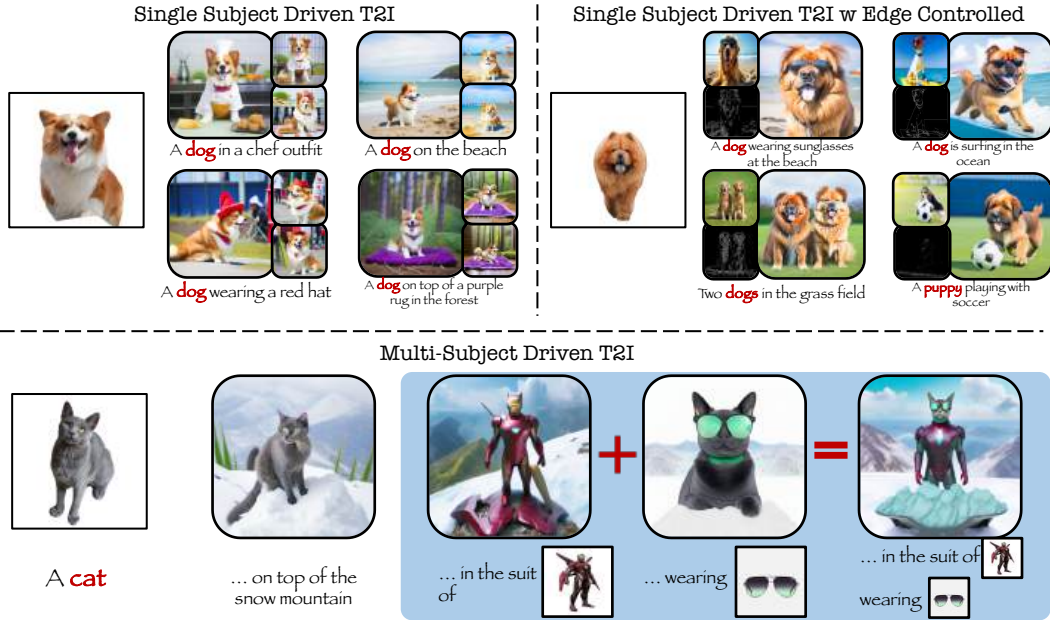 Single Subject Driven T2I
Single Subject Driven T2I w Edge Controlled
A dog in a chef outfit
A dog on the beach
A dog wearing a red hat
A dog on top of a purple
rug in the forest
A dog wearing sunglasses
at the beach
A dog is surfing in the
ocean
Two dogs in the grass field
A puppy playing with
soccer
Multi-Subject Driven T2I
+
=
A cat
... on top of the
snow mountain
... in the suit
of
... wearing
... in the suit of
wearing